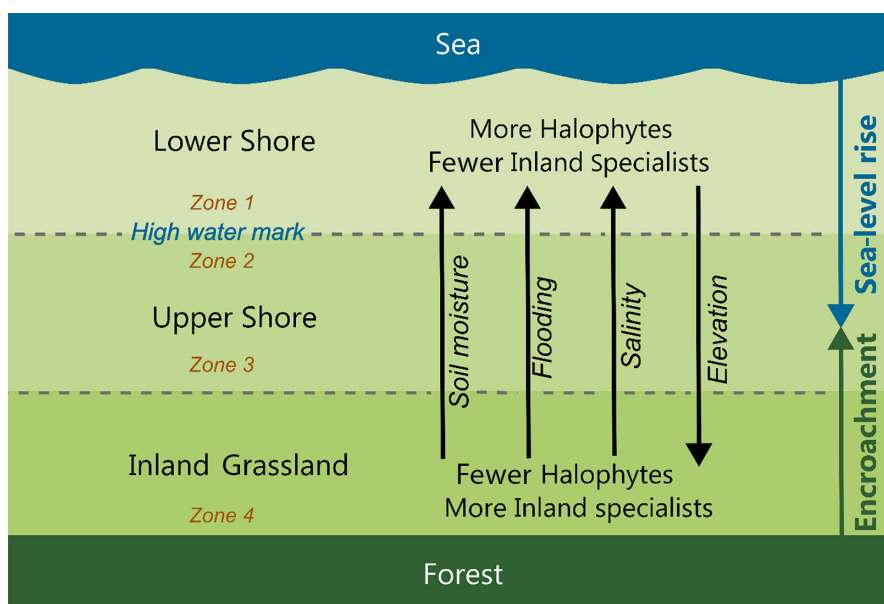 Sea
Lower Shore
More Halophytes
Fewer Inland Specialists
Zone 1
High water mark
Zone 2
Upper Shore
Zone 3
Soil moisture
Flooding
Salinity
Elevation
Sea-level rise
Encroachment
Inland Grassland
Fewer Halophytes
More Inland specialists
Zone 4
Forest